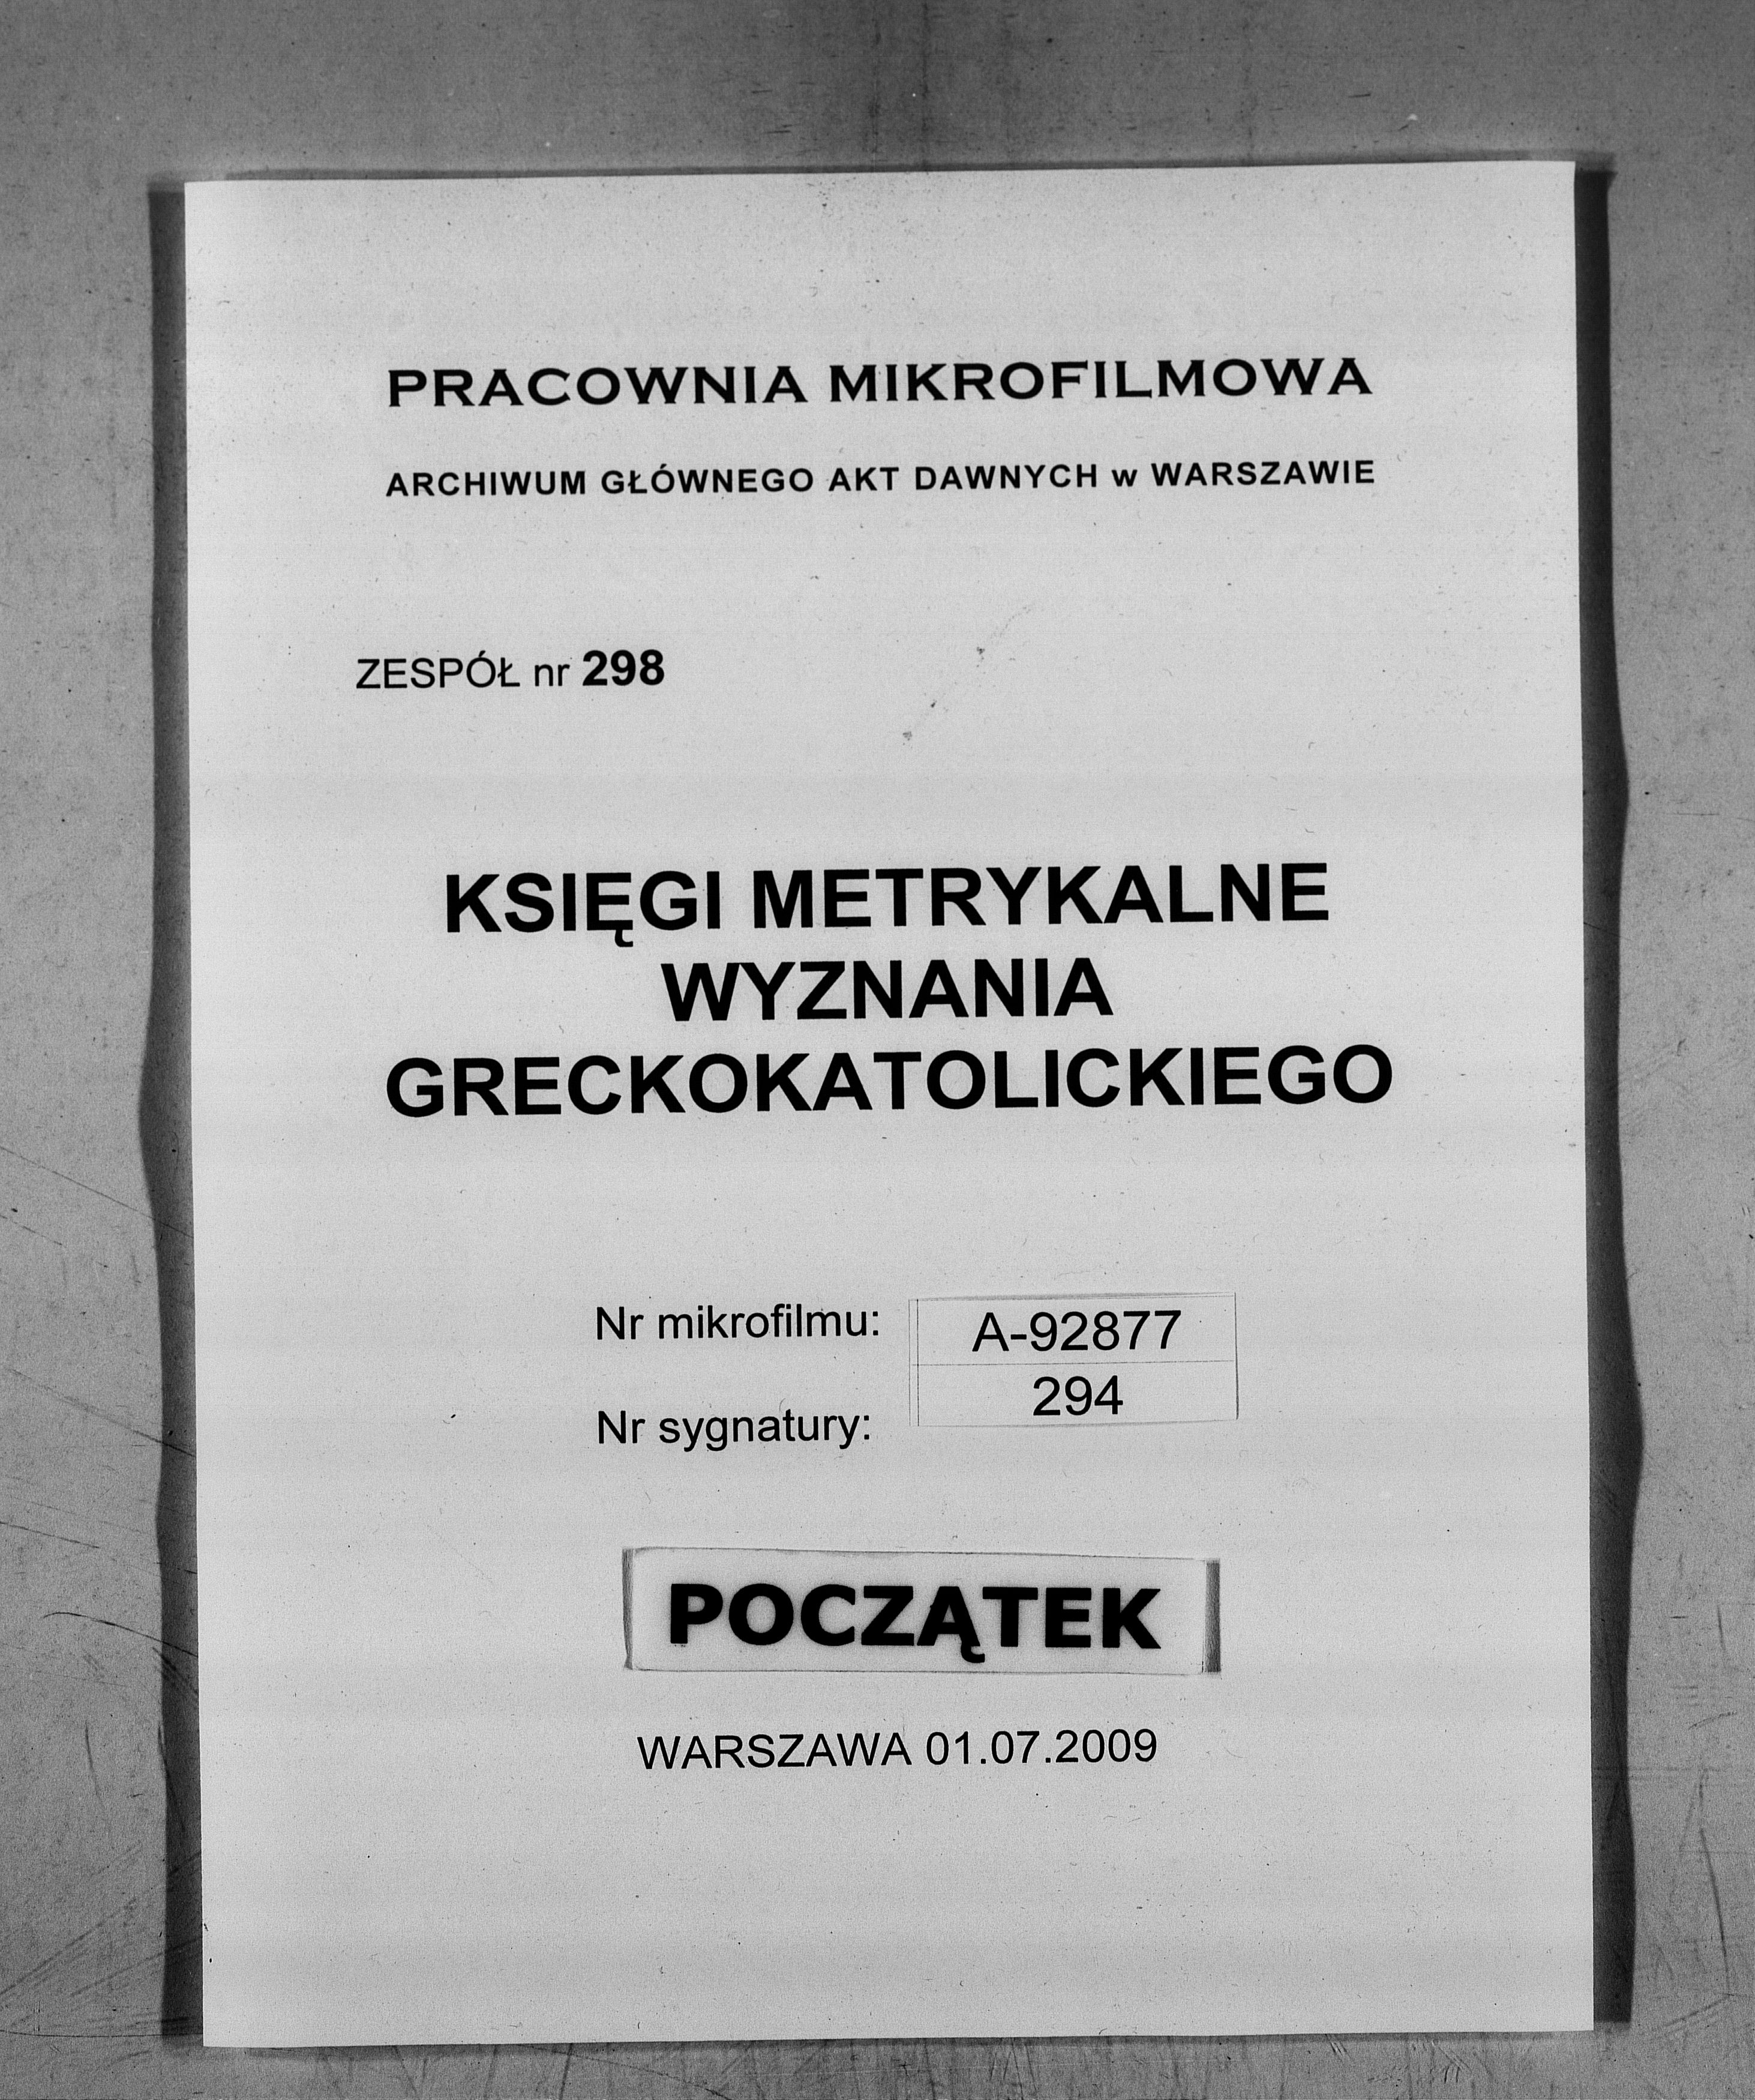 PRACOWNIA MIKROFILMOWA
ARCHIWUM GŁÓWNEGO AKT DAWNYCH w WARSZAWIE
ZESPÓŁ nr 298
KSIĘGI METRYKALNE
WYZNANIA
GRECKOKATOLICKIEGO
Nr mikrofilmu: A-92877
Nr sygnatury: 294
POCZĄTEK
WARSZAWA 01.07.2009